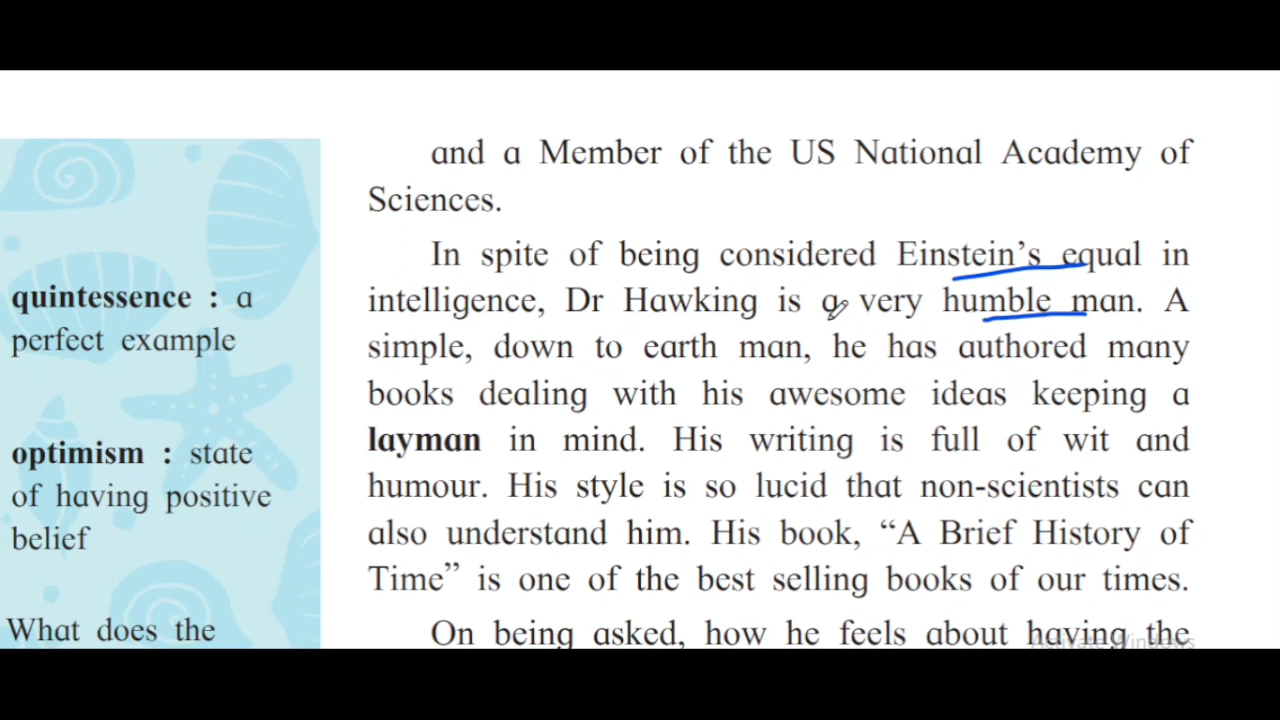 and a Member of the US National Academy of
Sciences.
In spite of being considered Einstein's equal in
intelligence, Dr Hawking is a very humble man. A
simple, down to earth man, he has authored many
books dealing with his awesome ideas keeping a
layman in mind. His writing is full of wit and
humour. His style is so lucid that non-scientists can
also understand him. His book, “A Brief History of
Time” is one of the best selling books of our times.
On being asked, how he feels about having the
quintessence : a
perfect example
optimism : state
of having positive
belief
What does the
Activate Windows